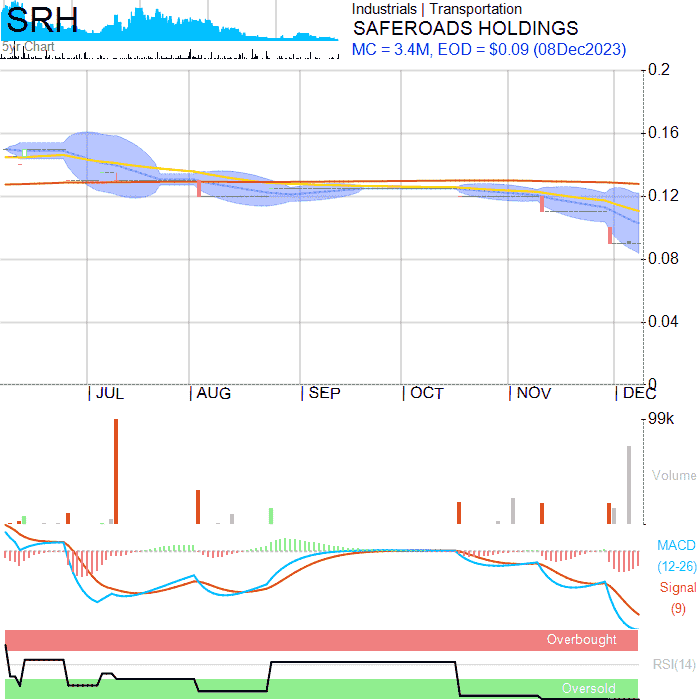 SRH
5yr Chart
Industrials | Transportation
SAFEROADS HOLDINGS
MC = 3.4M, EOD = $0.09 (08Dec2023)
0.2
0.16
0.12
0.08
0.04
0
JUL AUG SEP OCT NOV DEC
99k
Volume
MACD
(12-26)
Signal
(9)
Overbought
RSI(14)
Oversold